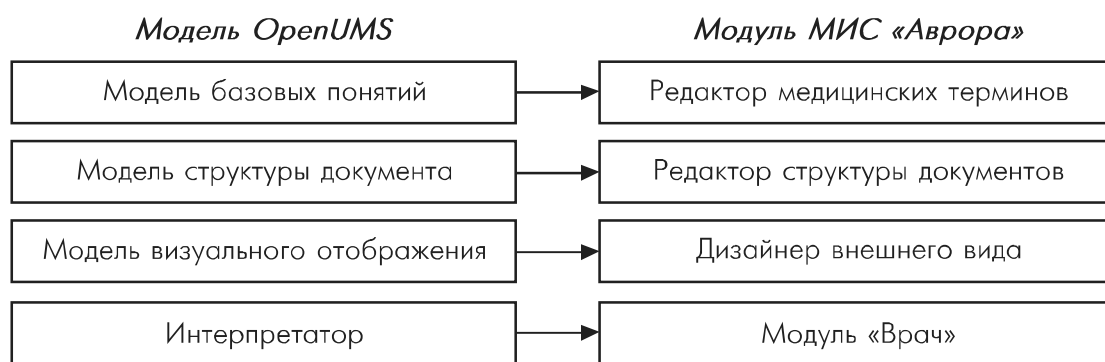 Модель OpenUMS Модуль МИС «Аврора»
Модель базовых понятий Редактор медицинских терминов
Модель структуры документа Редактор структуры документов
Модель визуального отображения Дизайнер внешнего вида
Интерпретатор Модуль «Врач»